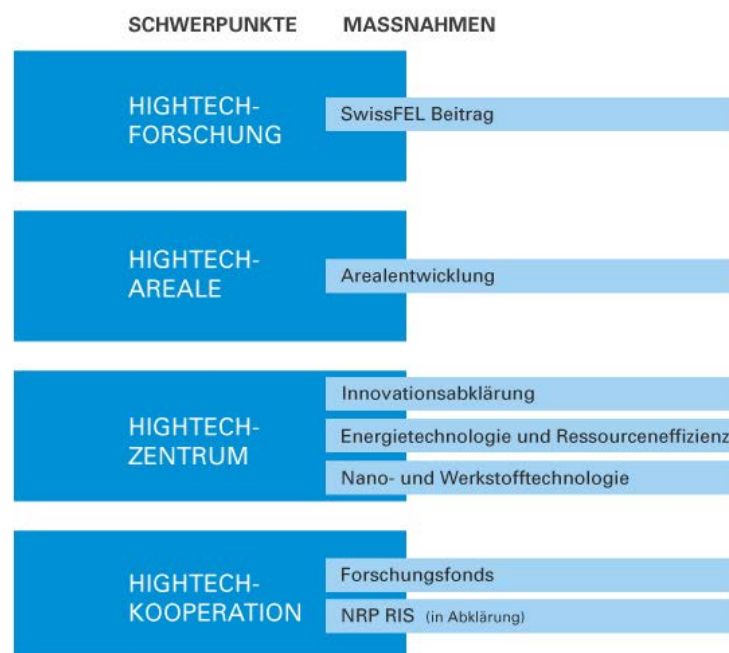 SCHWERPUNKTE MASSNAHMEN
HIGHTECH-
FORSCHUNG
SwissFEL Beitrag
HIGHTECH-
AREALE
Arealentwicklung
HIGHTECH-
ZENTRUM
Innovationsabklärung
Energietechnologie und Ressourceneffizienz
Nano- und Werkstofftechnologie
HIGHTECH-
KOOPERATION
Forschungsfonds
NRP RIS (in Abklärung)